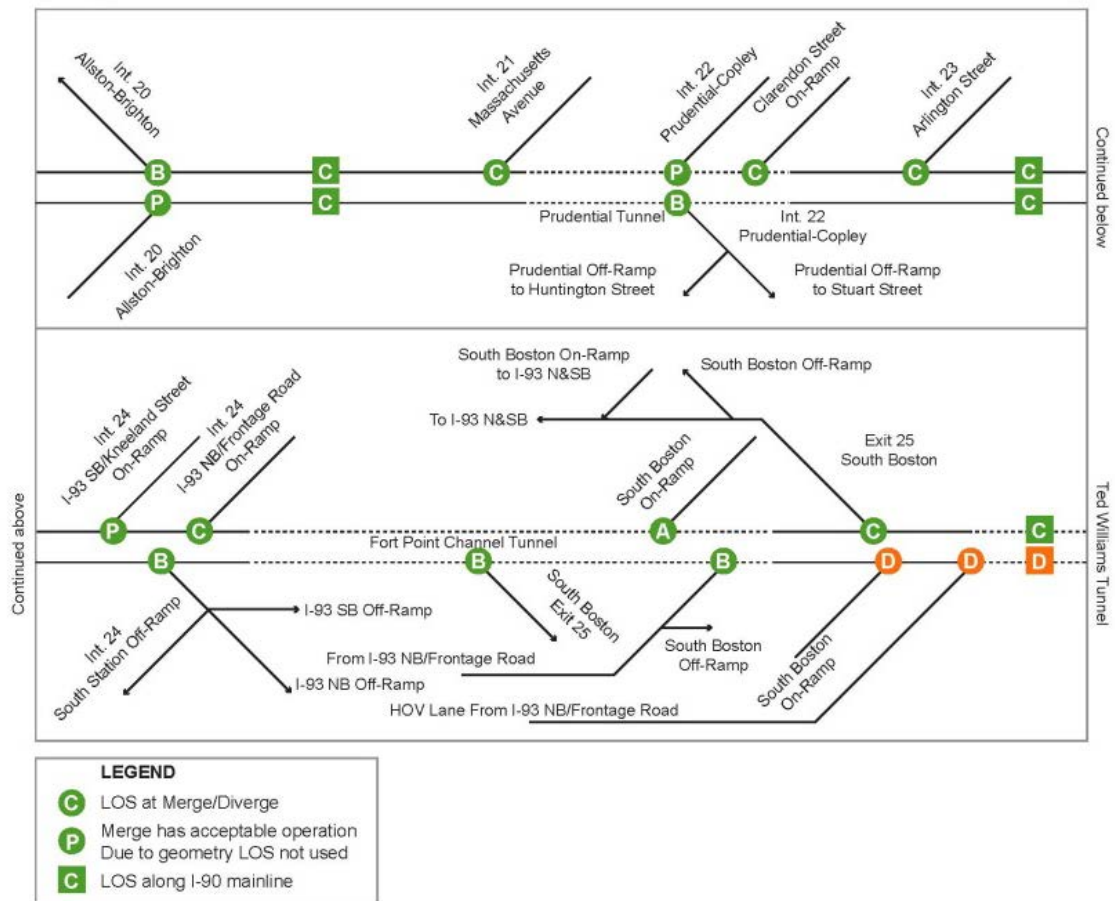 Int. 20
Allston-Brighton
Int. 21
Massachusetts
Avenue
Int. 22
Prudential-Copley
Clarendon Street
On-Ramp
Int. 23
Arlington Street
B
C
C
P
C
C
C
P
C
B
C
Continued below
Prudential Tunnel
Int. 22
Prudential-Copley
Int. 20
Allston-Brighton
Prudential Off-Ramp
to Huntington Street
Prudential Off-Ramp
to Stuart Street
South Boston On-Ramp
to I-93 N&SB
South Boston Off-Ramp
To I-93 N&SB
Int. 24
I-93 SB/Kneeland Street
On-Ramp
Int. 24
I-93 NB/Frontage Road
On-Ramp
South Boston
On-Ramp
Exit 25
South Boston
Continued above
P
C
A
C
C
Fort Point Channel Tunnel
B
B
B
D
D
D
Ted Williams Tunnel
I-93 SB Off-Ramp
Int. 24
South Station Off-Ramp
I-93 NB Off-Ramp
South Boston
Exit 25
From I-93 NB/Frontage Road
South Boston
Off-Ramp
South Boston
On-Ramp
HOV Lane From I-93 NB/Frontage Road
LEGEND
C LOS at Merge/Diverge
P Merge has acceptable operation
Due to geometry LOS not used
C LOS along I-90 mainline